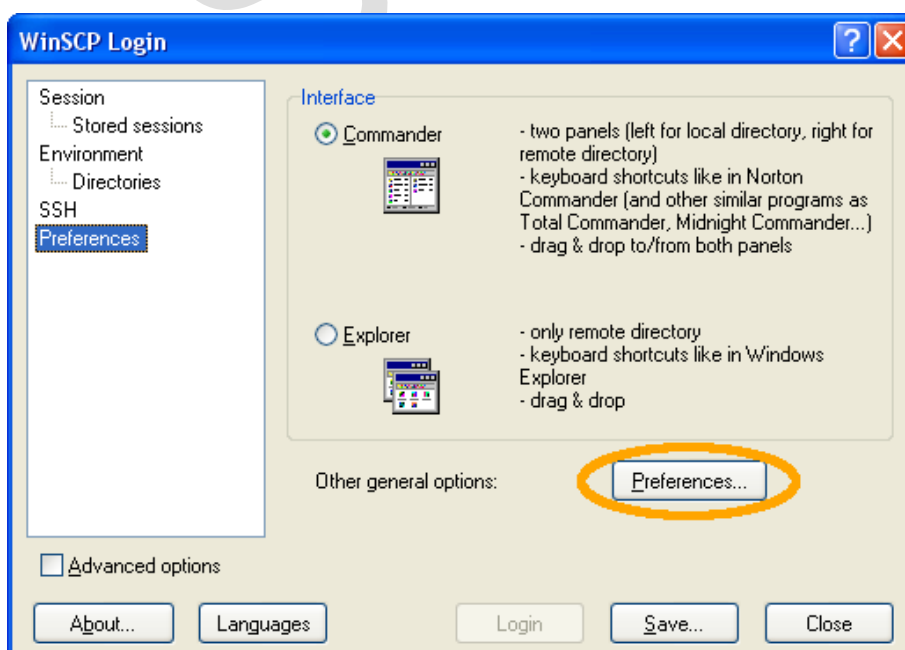 WinSCP Login
Session
Stored sessions
Environment
Directories
SSH
Preferences
Interface
Commander
- two panels (left for local directory, right for
remote directory)
- keyboard shortcuts like in Norton
Commander (and other similar programs as
Total Commander, Midnight Commander...)
- drag & drop to/from both panels
Explorer
- only remote directory
- keyboard shortcuts like in Windows
Explorer
- drag & drop
Other general options:
Preferences...
Advanced options
About...
Languages
Login
Save...
Close